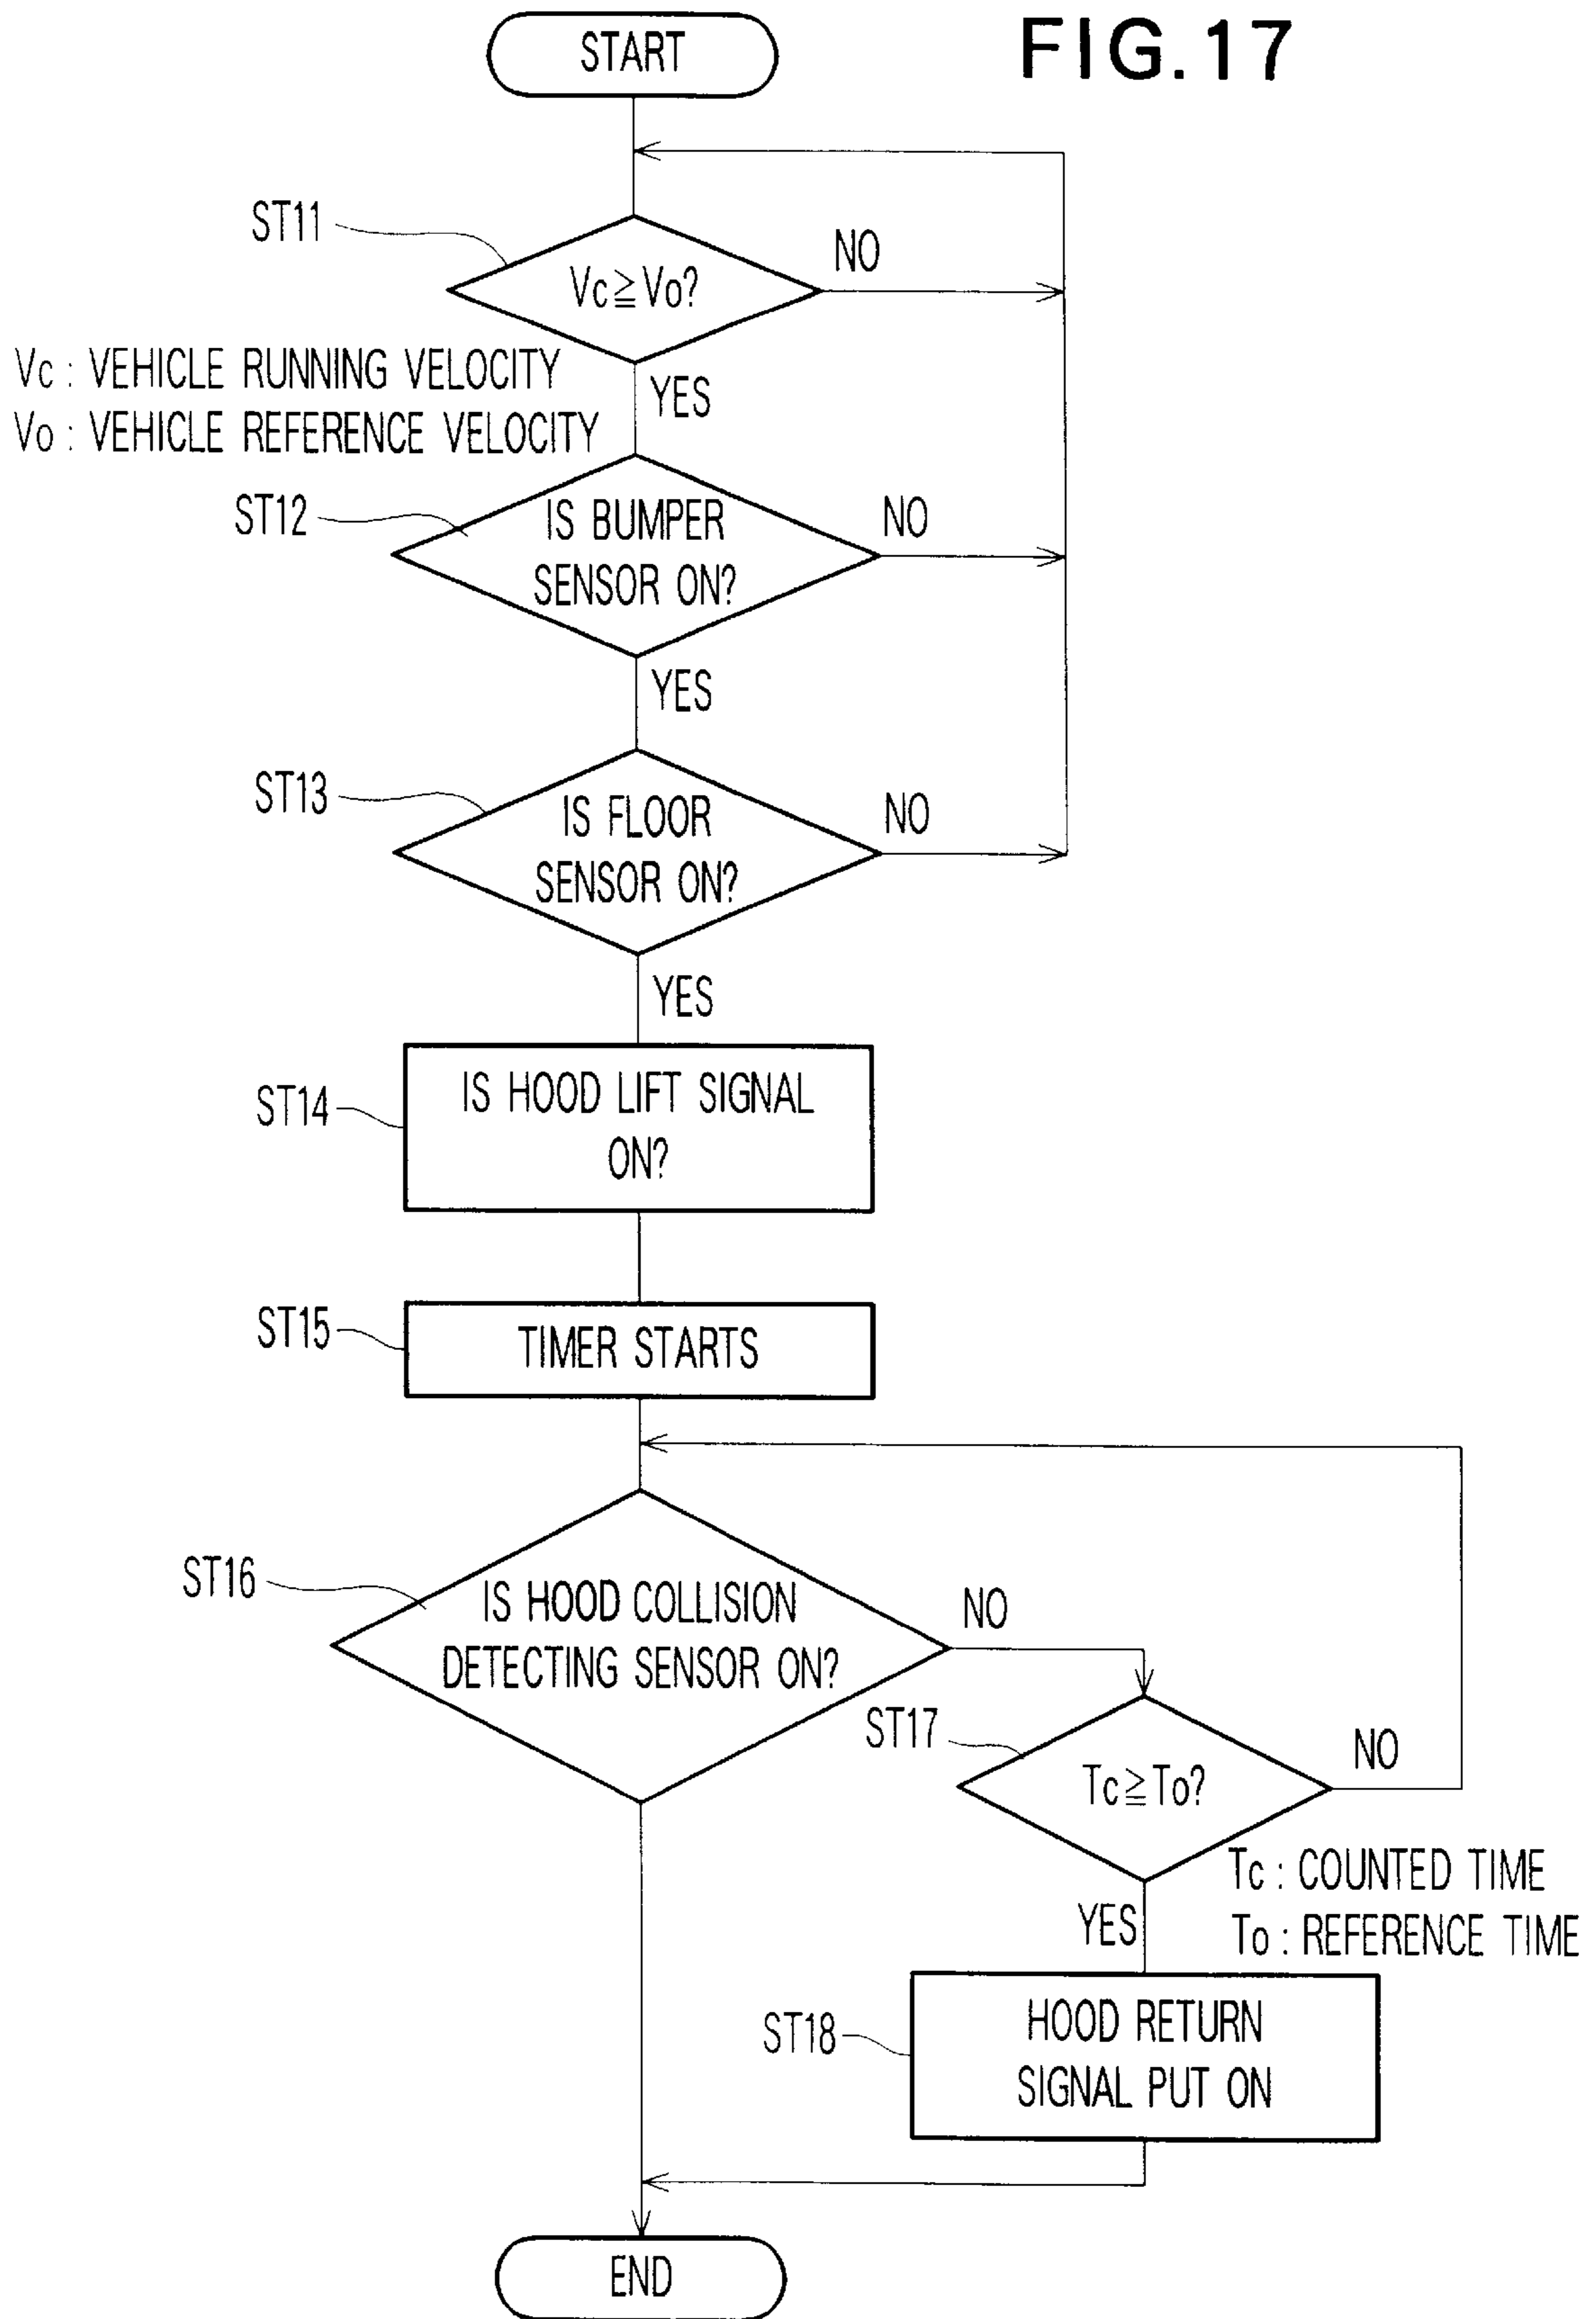 FIG.17
START
ST11
Vc≧Vo?
NO
Vc : VEHICLE RUNNING VELOCITY
Vo : VEHICLE REFERENCE VELOCITY
YES
ST12
IS BUMPER
SENSOR ON?
NO
YES
ST13
IS FLOOR
SENSOR ON?
NO
YES
ST14
IS HOOD LIFT SIGNAL
ON?
ST15
TIMER STARTS
ST16
IS HOOD COLLISION
DETECTING SENSOR ON?
NO
ST17
Tc≧To?
NO
Tc : COUNTED TIME
To : REFERENCE TIME
YES
ST18
HOOD RETURN
SIGNAL PUT ON
END